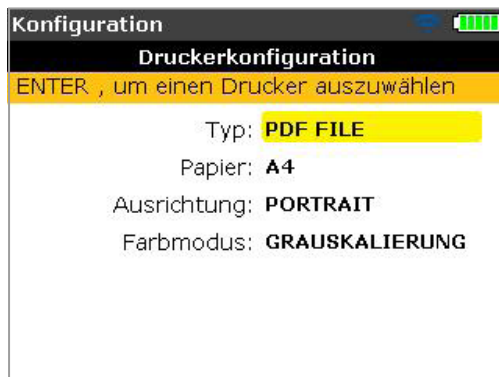 Konfiguration
Druckerkonfiguration
ENTER , um einen Drucker auszuwählen
Typ: PDF FILE
Papier: A4
Ausrichtung: PORTRAIT
Farbmodus: GRAUSKALIERUNG